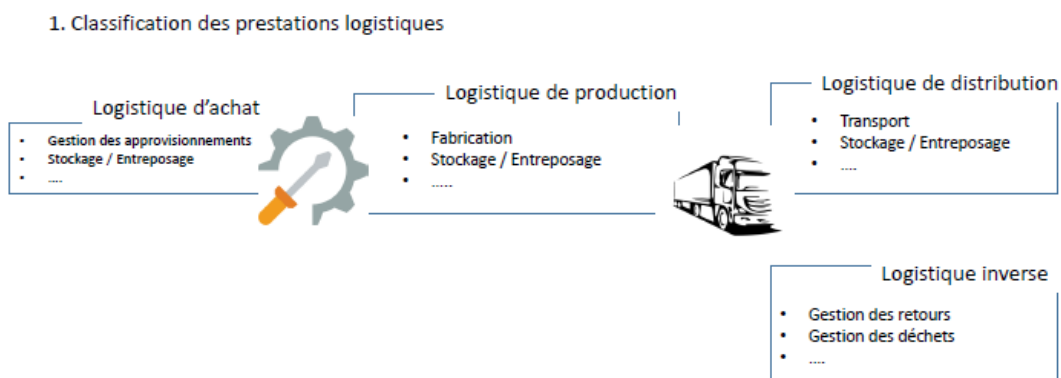 1. Classification des prestations logistiques
Logistique d'achat
• Gestion des approvisionnements
• Stockage / Entreposage
• ....
Logistique de production
• Fabrication
• Stockage / Entreposage
• .....
Logistique de distribution
• Transport
• Stockage / Entreposage
• ....
Logistique inverse
• Gestion des retours
• Gestion des déchets
• ....